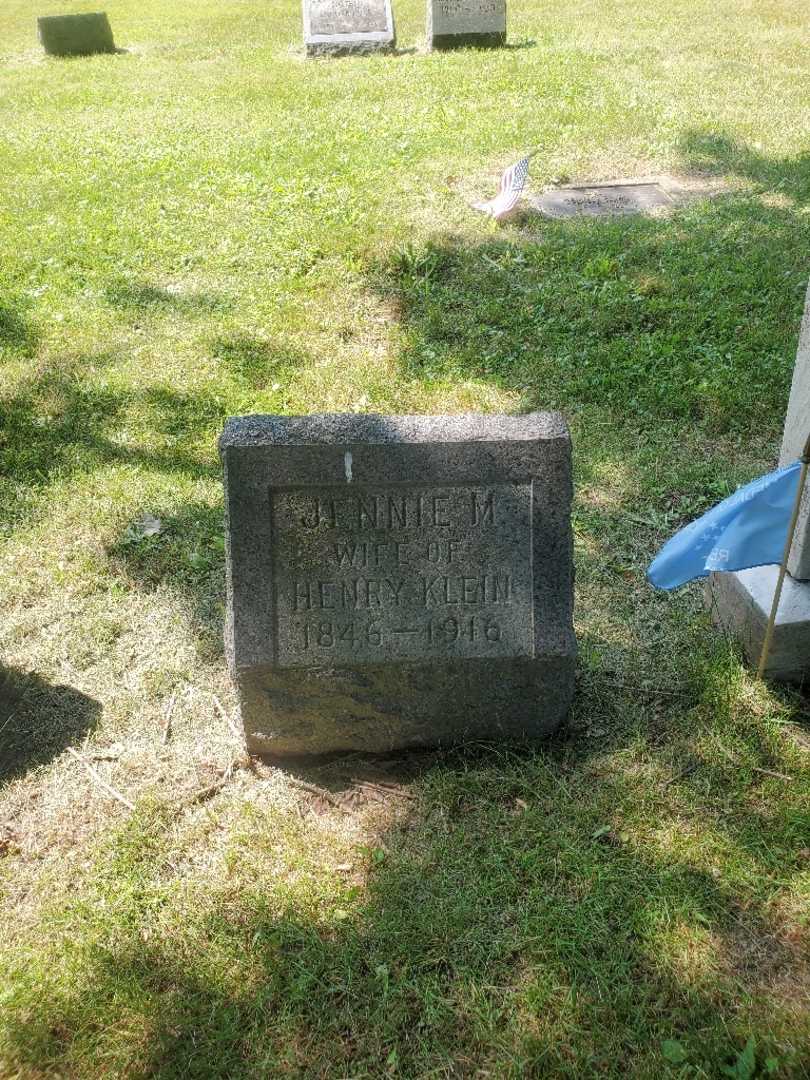 JENNIE M.
WIFE OF
HENRY KLEIN
1846—1916